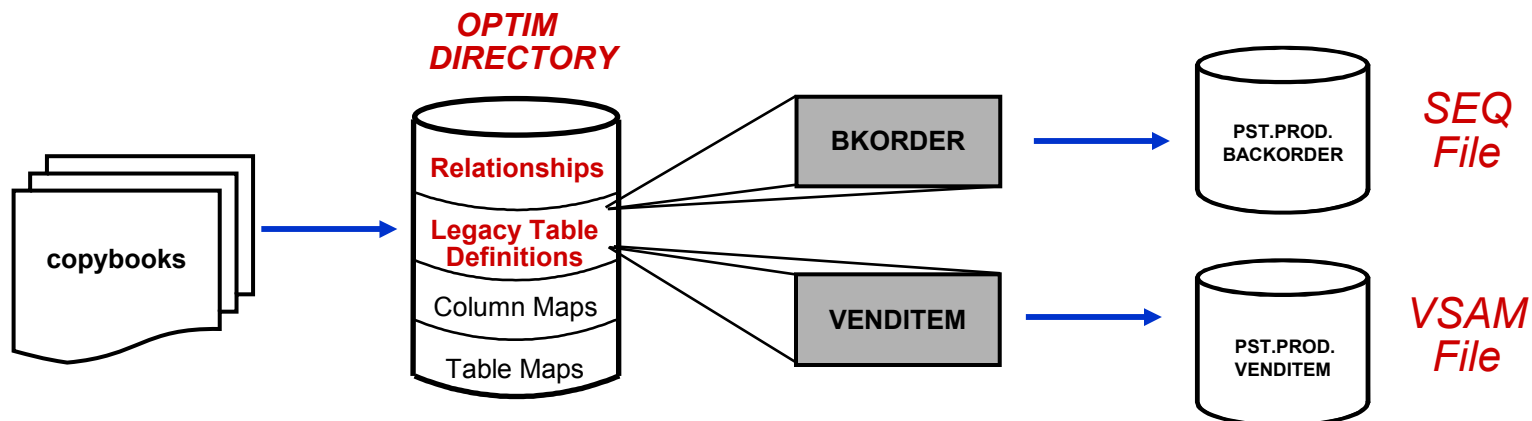 OPTIM
DIRECTORY
copybooks
Relationships
Legacy Table
Definitions
Column Maps
Table Maps
BKORDER
VENDITEM
PST.PROD.
BACKORDER
SEQ
File
PST.PROD.
VENDITEM
VSAM
File